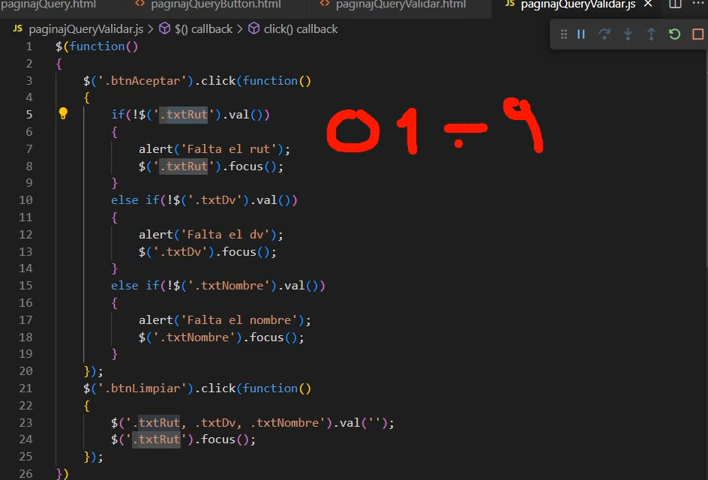 paginajQuery.html paginajQueryButton.html paginajQueryValidar.html JS paginajQueryValidar.js
JS paginajQueryValidar.js > $() callback > click() callback
1 $(function()
2 {
3 $('.btnAceptar').click(function()
4 {
5 if(!$('.txtRut').val())
6 {
7 alert('Falta el rut');
8 $('.txtRut').focus();
9 }
10 else if(!$('.txtDv').val())
11 {
12 alert('Falta el dv');
13 $('.txtDv').focus();
14 }
15 else if(!$('.txtNombre').val())
16 {
17 alert('Falta el nombre');
18 $('.txtNombre').focus();
19 }
20 });
21 $('.btnLimpiar').click(function()
22 {
23 $('.txtRut, .txtDv, .txtNombre').val('');
24 $('.txtRut').focus();
25 });
26 })
01